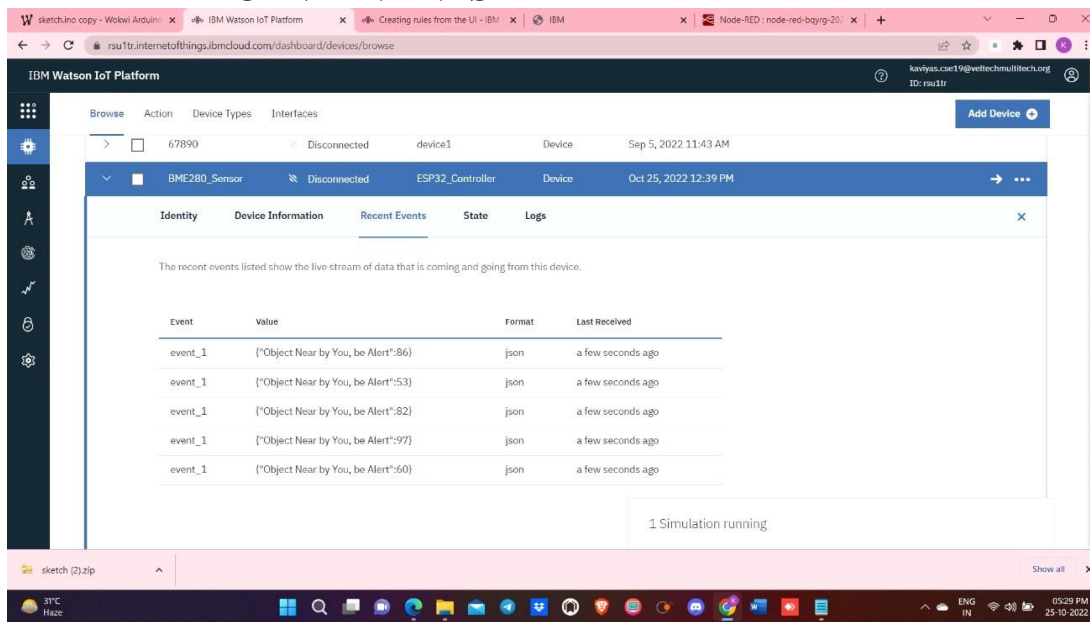 sketch.ino copy - Wokwi Arduino
IBM Watson IoT Platform
Creating rules from the UI - IBM
IBM
Node-RED : node-red-bqyrg-202
rsu1tr.internetofthings.ibmcloud.com/dashboard/devices/browse
IBM Watson IoT Platform
kaviyas.cse19@veltechmultitech.org
ID: rsu1tr
Browse Action Device Types Interfaces
Add Device
67890 Disconnected device1 Device Sep 5, 2022 11:43 AM
BME280_Sensor Disconnected ESP32_Controller Device Oct 25, 2022 12:39 PM
Identity Device Information Recent Events State Logs
The recent events listed show the live stream of data that is coming and going from this device.
Event Value Format Last Received
event_1 {"Object Near by You, be Alert":86} json a few seconds ago
event_1 {"Object Near by You, be Alert":53} json a few seconds ago
event_1 {"Object Near by You, be Alert":82} json a few seconds ago
event_1 {"Object Near by You, be Alert":97} json a few seconds ago
event_1 {"Object Near by You, be Alert":60} json a few seconds ago
1 Simulation running
sketch (2).zip
Show all
31°C
Haze
ENG
IN
05:29 PM
25-10-2022